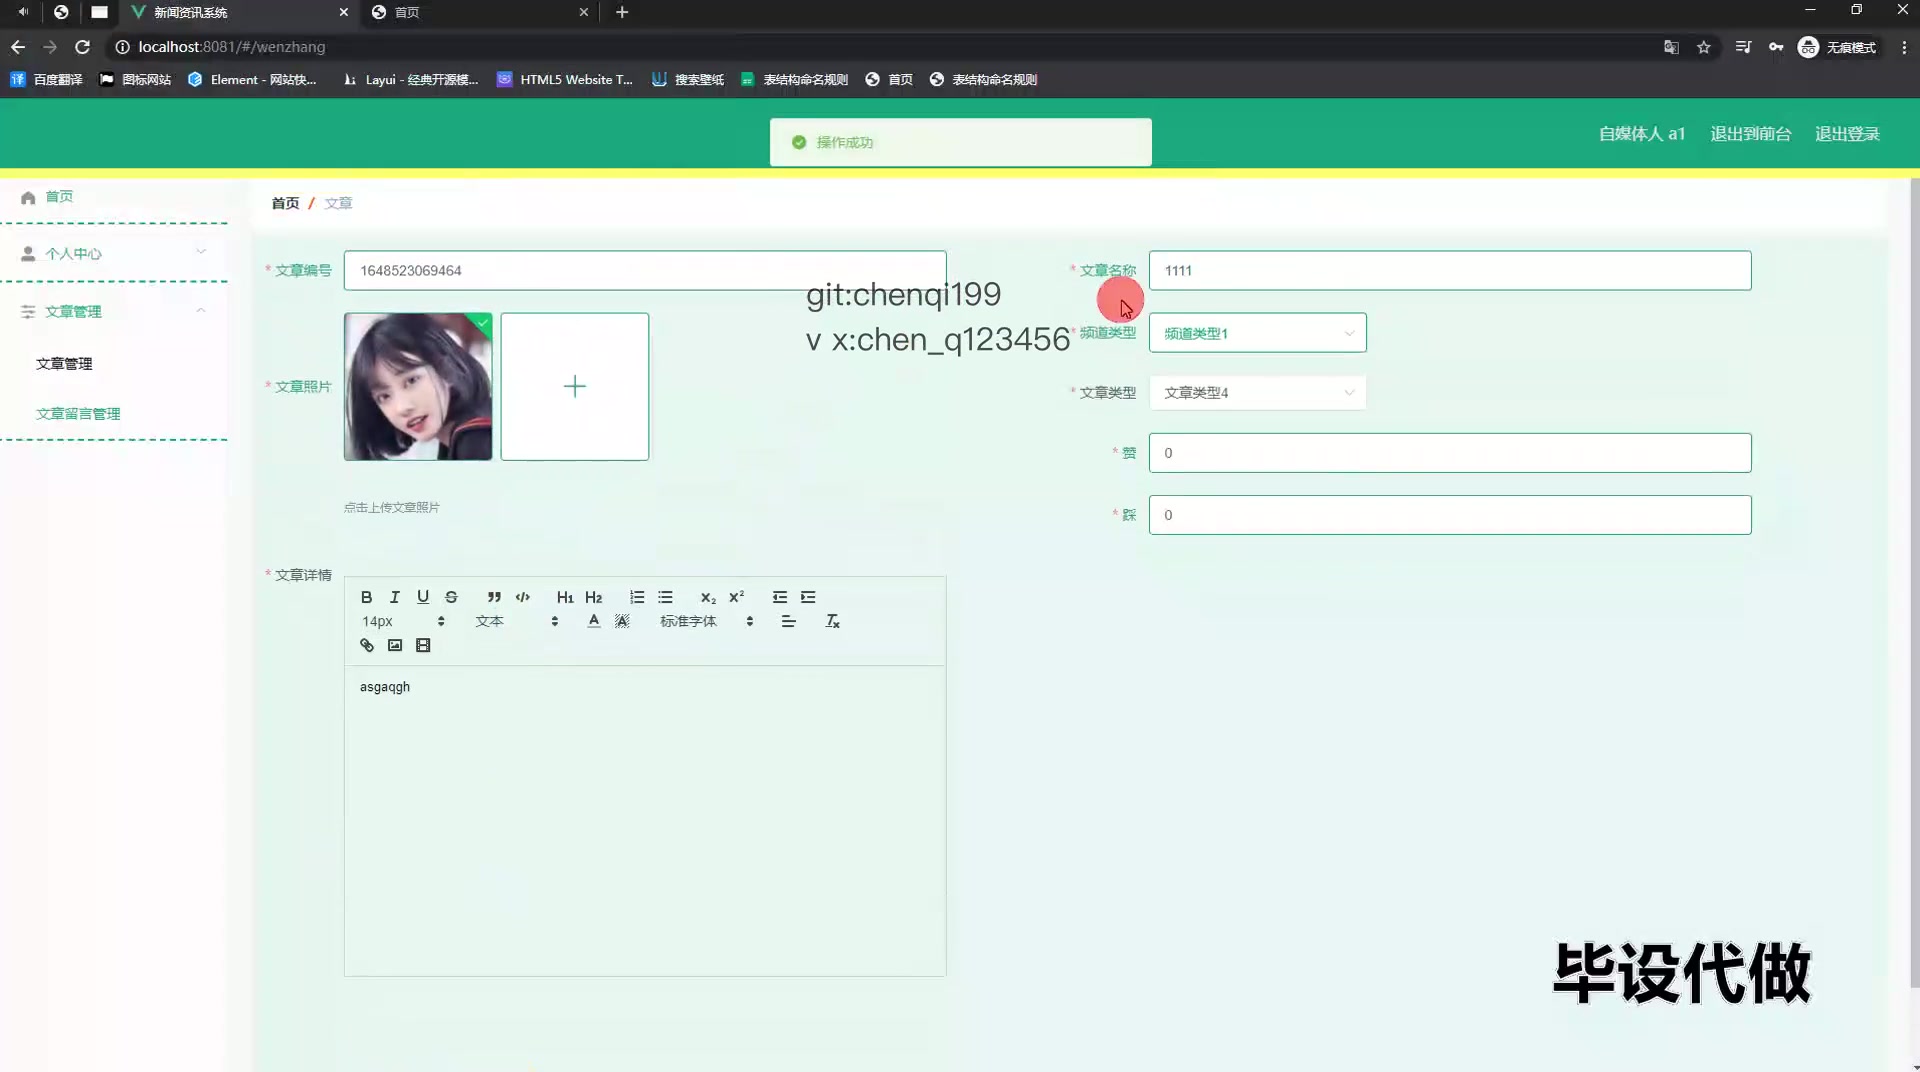 新闻资讯系统
首页
localhost:8081/#/wenzhang
无痕模式
百度翻译
图标网站
Element - 网站快...
Layui - 经典开源模...
HTML5 Website T...
搜索壁纸
表结构命名规则
首页
表结构命名规则
操作成功
自媒体人 a1
退出到前台
退出登录
首页
首页 / 文章
个人中心
* 文章编号
1648523069464
* 文章名称
1111
git:chenqi199
v x:chen_q123456
文章管理
* 频道类型
频道类型1
文章管理
* 文章照片
* 文章类型
文章类型4
文章留言管理
* 赞
0
点击上传文章照片
* 踩
0
* 文章详情
B I U S H1 H2 X2 X2
14px
文本
A
标准字体
asgaqgh
毕设代做